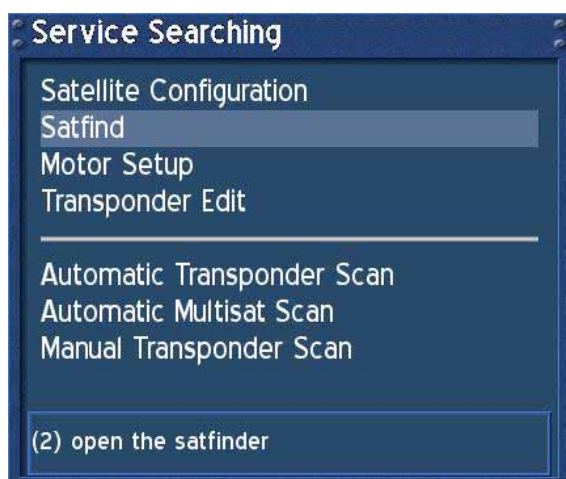 Service Searching
Satellite Configuration
Satfind
Motor Setup
Transponder Edit
Automatic Transponder Scan
Automatic Multisat Scan
Manual Transponder Scan
(2) open the satfinder